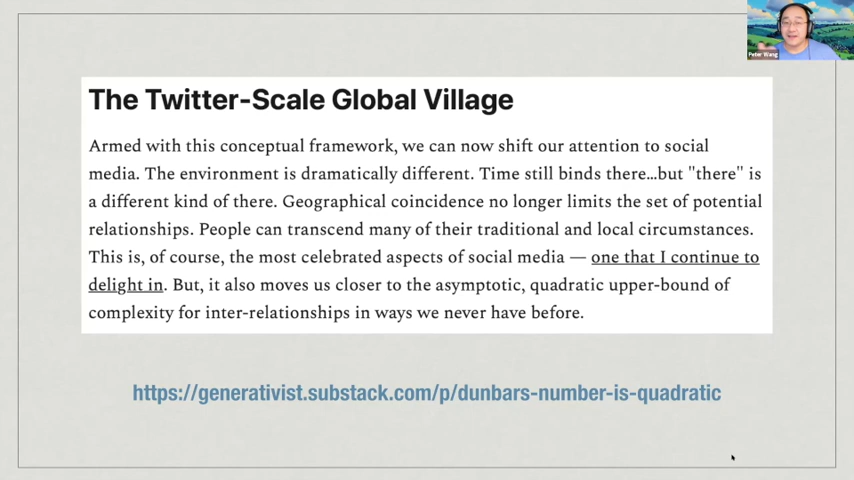 Peter Wang
The Twitter-Scale Global Village
Armed with this conceptual framework, we can now shift our attention to social
media. The environment is dramatically different. Time still binds there…but "there" is
a different kind of there. Geographical coincidence no longer limits the set of potential
relationships. People can transcend many of their traditional and local circumstances.
This is, of course, the most celebrated aspects of social media — one that I continue to
delight in. But, it also moves us closer to the asymptotic, quadratic upper-bound of
complexity for inter-relationships in ways we never have before.
https://generativist.substack.com/p/dunbars-number-is-quadratic